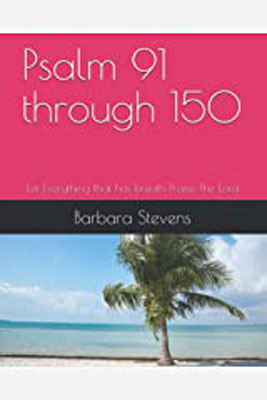 Psalm 91
through 150
Let Everything that has breath Praise The Lord
Barbara Stevens